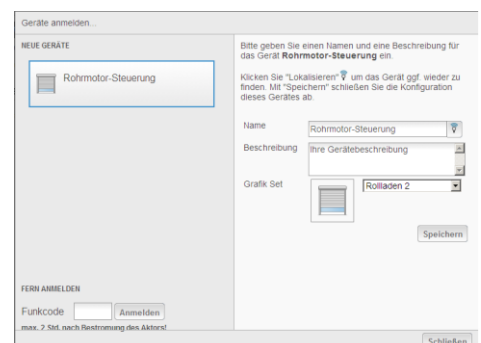 Geräte anmelden...
NEUE GERÄTE
Rohrmotor-Steuerung
FERN ANMELDEN
Funkcode
Anmelden
max. 2 Std. nach Bestromung des Aktors!
Bitte geben Sie einen Namen und eine Beschreibung für
das Gerät Rohrmotor-Steuerung ein.
Klicken Sie "Lokalisieren" um das Gerät ggf. wieder zu
finden. Mit "Speichern" schließen Sie die Konfiguration
dieses Gerätes ab.
Name
Rohrmotor-Steuerung
Beschreibung
Ihre Gerätebeschreibung
Grafik Set
Rollladen 2
Speichern
Schließen